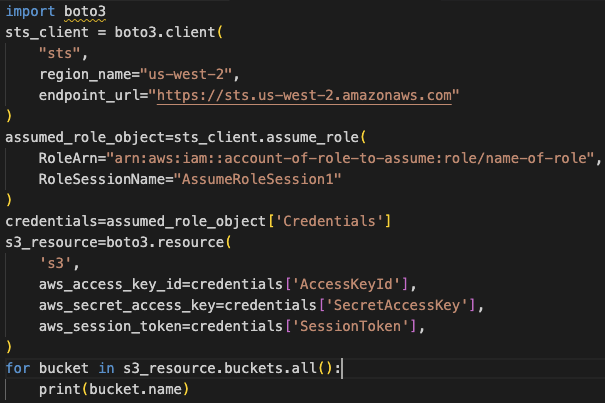 import boto3
sts_client = boto3.client(
    "sts",
    region_name="us-west-2",
    endpoint_url="https://sts.us-west-2.amazonaws.com"
)
assumed_role_object=sts_client.assume_role(
    RoleArn="arn:aws:iam::account-of-role-to-assume:role/name-of-role",
    RoleSessionName="AssumeRoleSession1"
)
credentials=assumed_role_object['Credentials']
s3_resource=boto3.resource(
    's3',
    aws_access_key_id=credentials['AccessKeyId'],
    aws_secret_access_key=credentials['SecretAccessKey'],
    aws_session_token=credentials['SessionToken'],
)
for bucket in s3_resource.buckets.all():
    print(bucket.name)